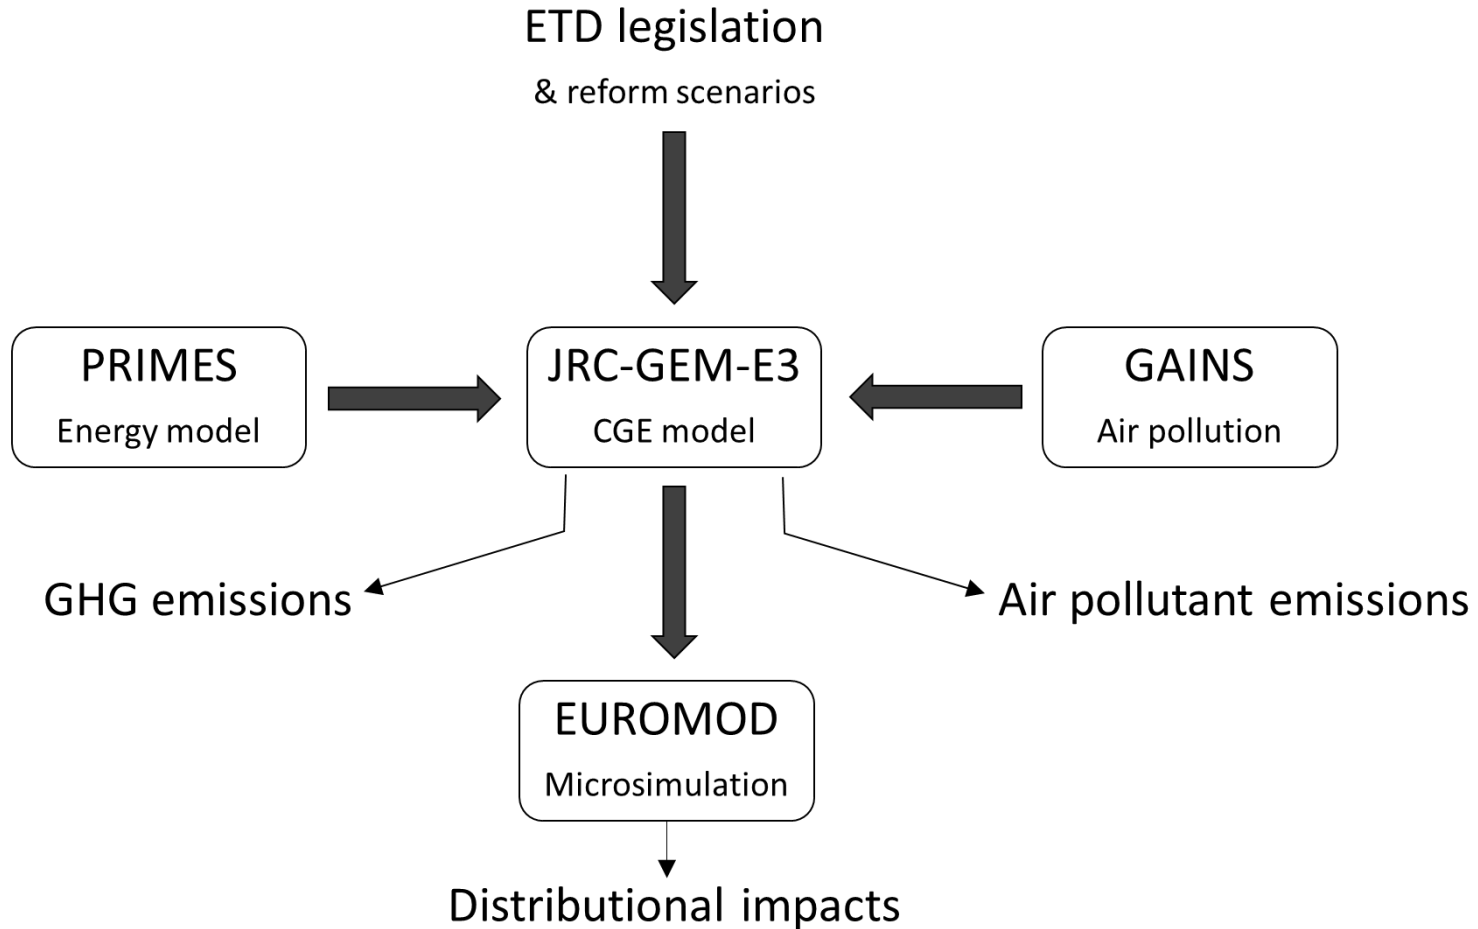 ETD legislation
& reform scenarios
PRIMES
Energy model
JRC-GEM-E3
CGE model
GAINS
Air pollution
GHG emissions
Air pollutant emissions
EUROMOD
Microsimulation
Distributional impacts